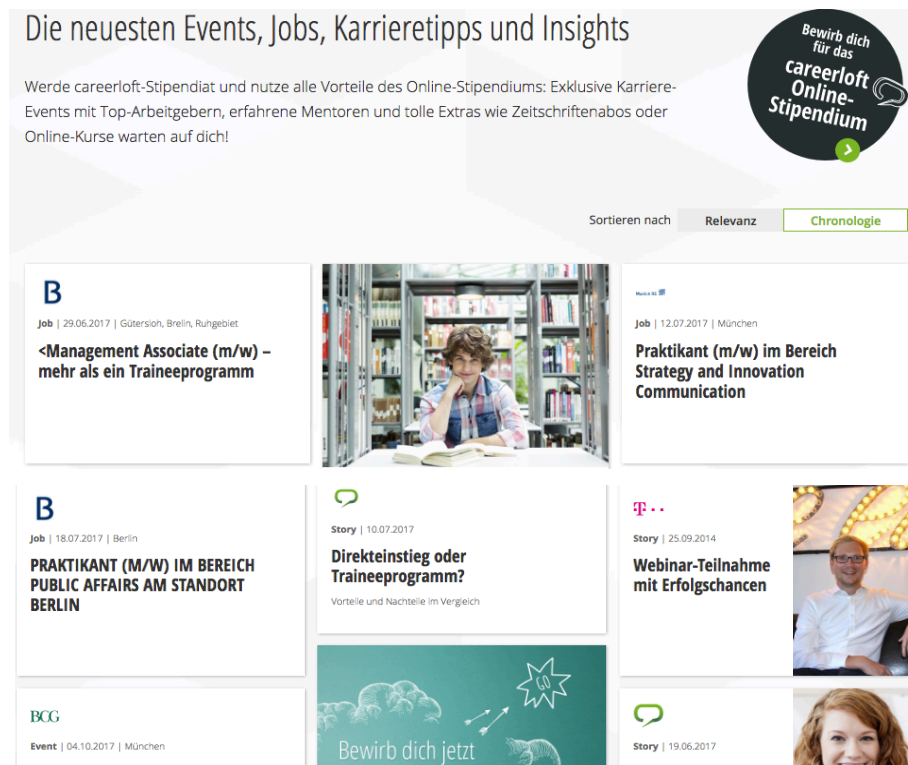 Die neuesten Events, Jobs, Karrieretipps und Insights
Werde careerloft-Stipendiat und nutze alle Vorteile des Online-Stipendiums: Exklusive Karriere-
Events mit Top-Arbeitgebern, erfahrene Mentoren und tolle Extras wie Zeitschriftenabos oder
Online-Kurse warten auf dich!
Bewirb dich
für das
careerloft
Online-
Stipendium
Sortieren nach
Relevanz
Chronologie
B
Job | 29.06.2017 | Gütersloh, Brelin, Ruhgebiet
<Management Associate (m/w) –
mehr als ein Traineeprogramm
Munich RE
Job | 12.07.2017 | München
Praktikant (m/w) im Bereich
Strategy and Innovation
Communication
B
Job | 18.07.2017 | Berlin
PRAKTIKANT (M/W) IM BEREICH
PUBLIC AFFAIRS AM STANDORT
BERLIN
Story | 10.07.2017
Direkteinstieg oder
Traineeprogramm?
Vorteile und Nachteile im Vergleich
T
Story | 25.09.2014
Webinar-Teilnahme
mit Erfolgschancen
BCG
Event | 04.10.2017 | München
GO
Bewirb dich jetzt
Story | 19.06.2017